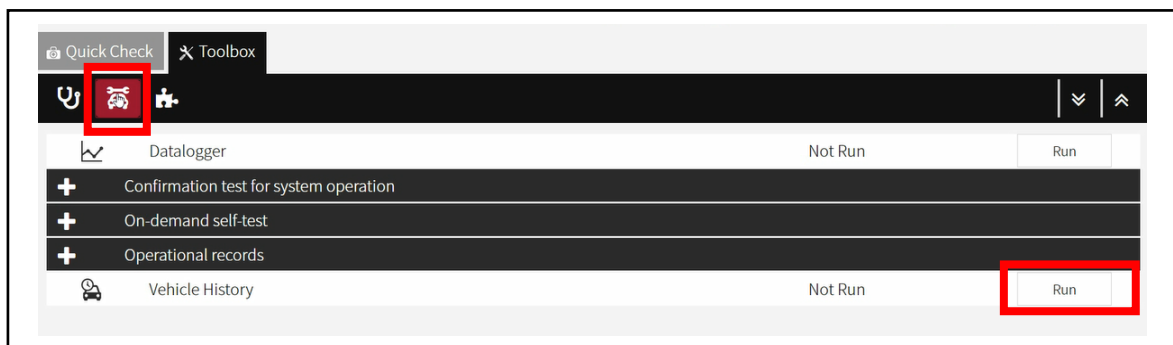 Quick Check Toolbox
Datalogger Not Run Run
Confirmation test for system operation
On-demand self-test
Operational records
Vehicle History Not Run Run